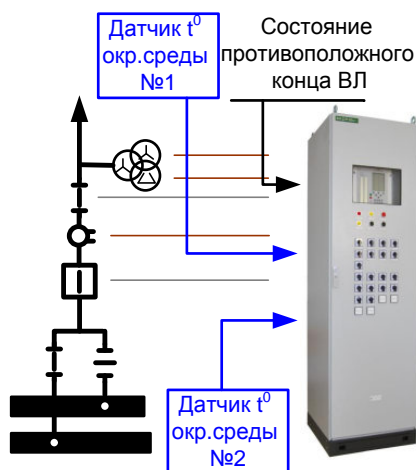 Датчик t⁰
окр.среды
№1
Состояние
противоположного
конца ВЛ
Датчик t⁰
окр.среды
№2